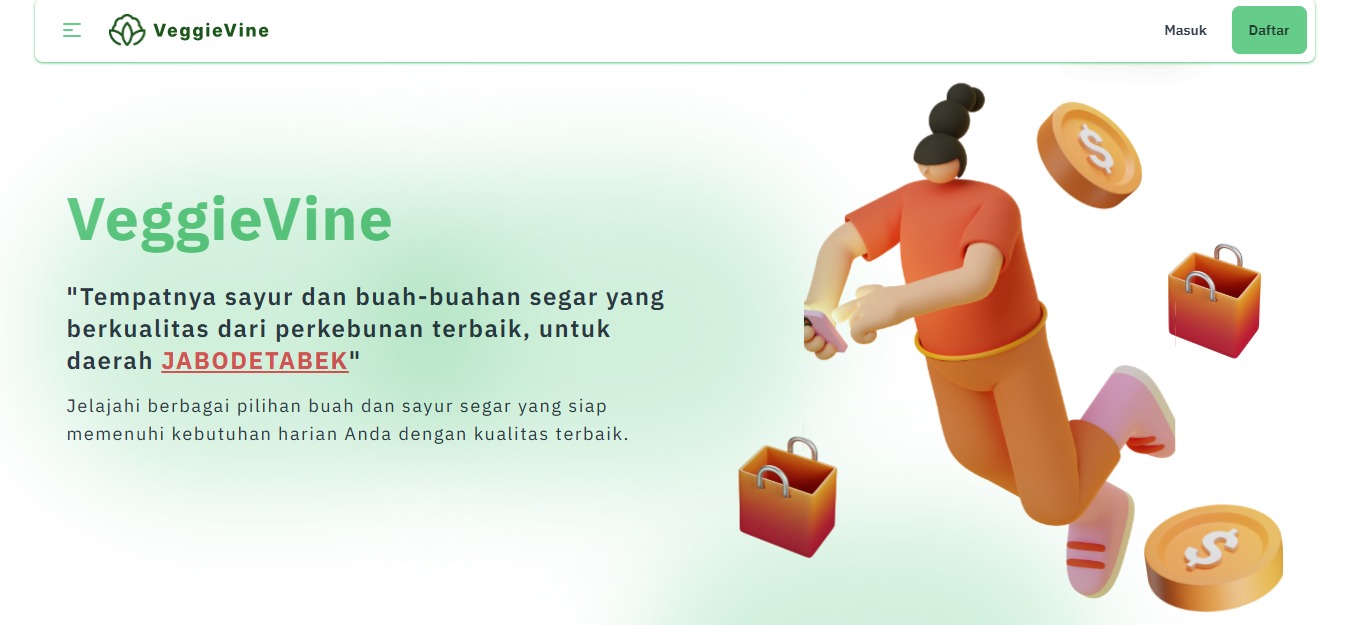 VeggieVine
Masuk
Daftar
VeggieVine
"Tempatnya sayur dan buah-buahan segar yang
berkualitas dari perkebunan terbaik, untuk
daerah JABODETABEK"
Jelajahi berbagai pilihan buah dan sayur segar yang siap
memenuhi kebutuhan harian Anda dengan kualitas terbaik.
$
$